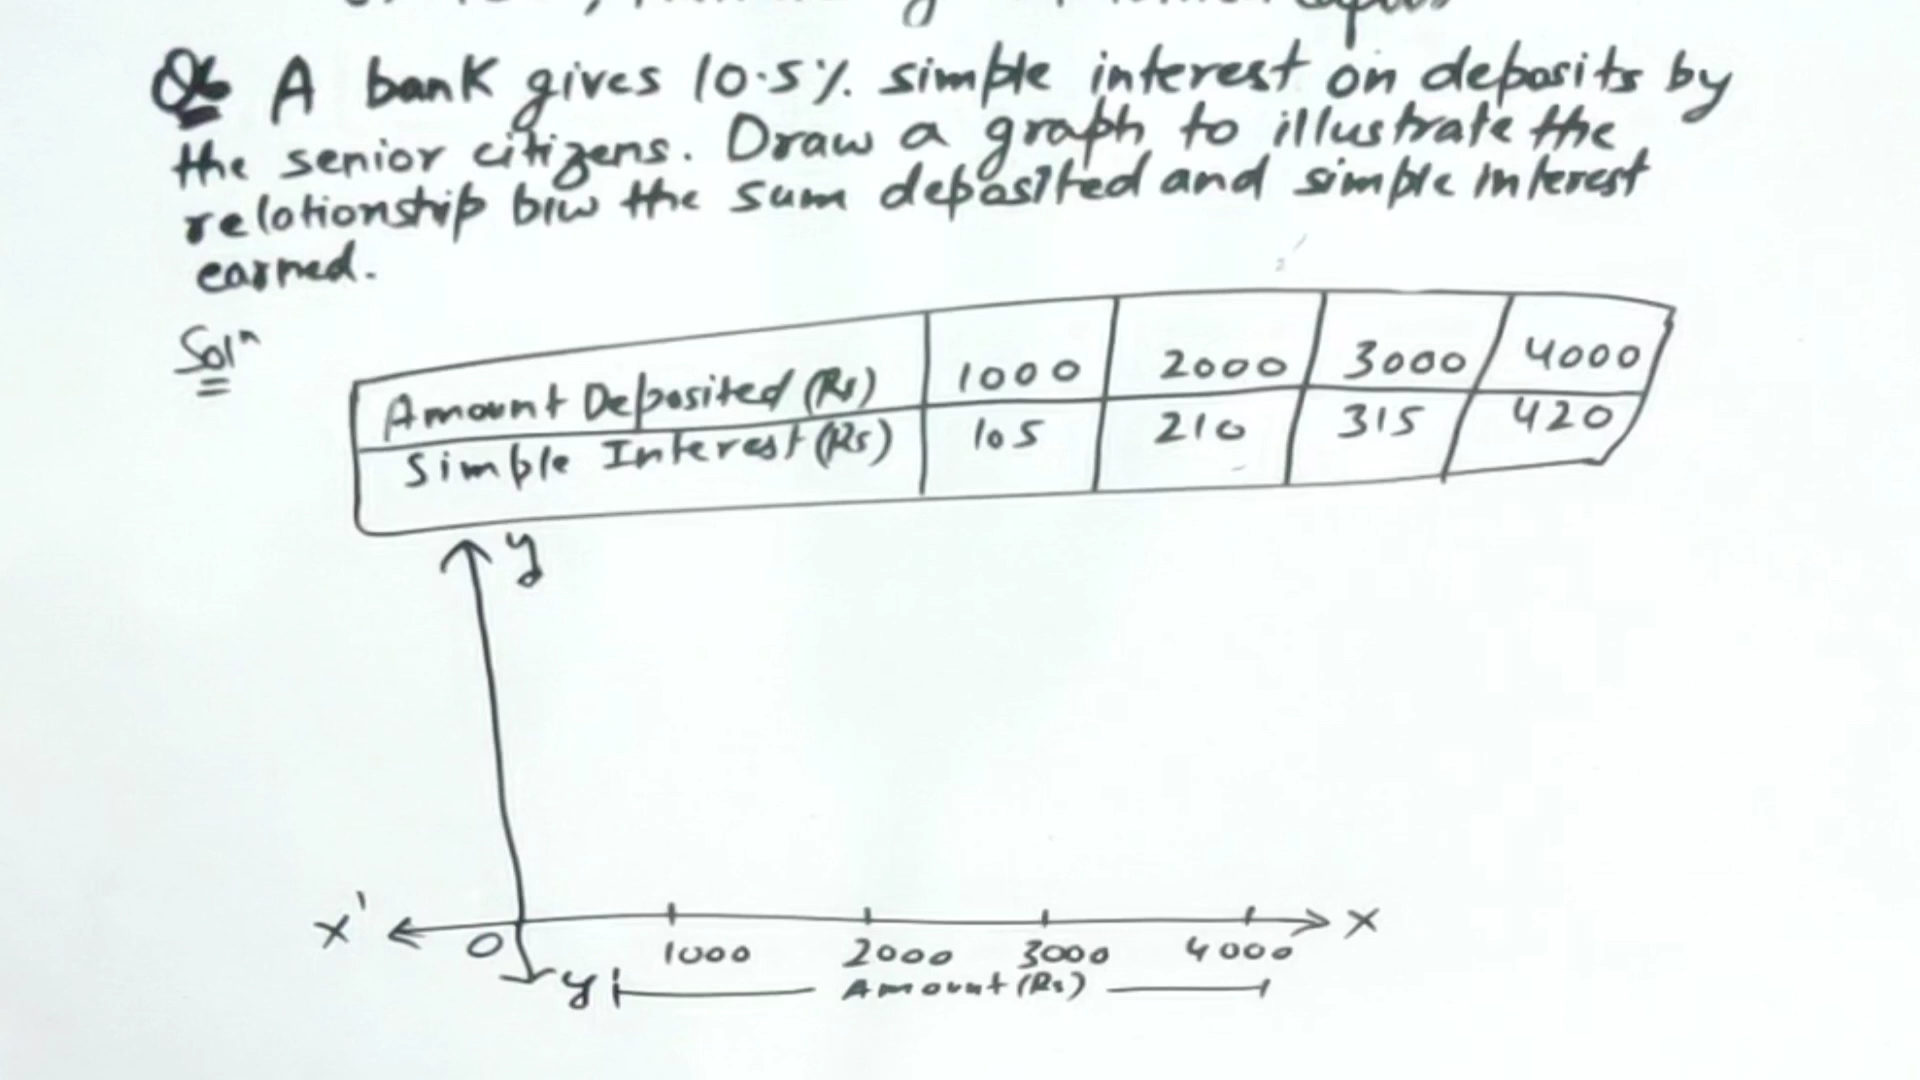 Q6 A bank gives 10.5% simple interest on deposits by
the senior citizens. Draw a graph to illustrate the
relationship b/w the sum deposited and simple interest
earned.
Solⁿ
Amount Deposited (Rs) 1000 2000 3000 4000
Simple Interest (Rs) 105 210 315 420
y
x' 0 1000 2000 3000 4000 x
y' Amount (Rs)